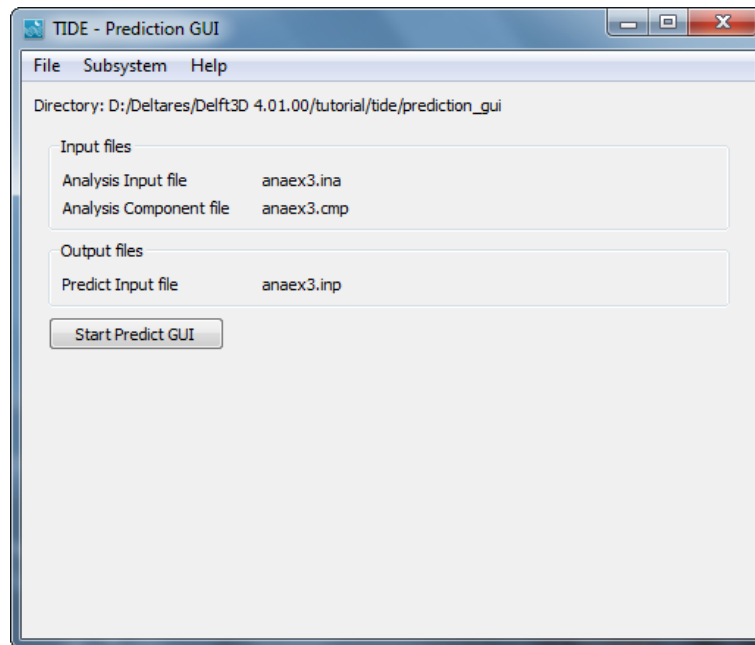 TIDE - Prediction GUI
File Subsystem Help
Directory: D:/Deltares/Delft3D 4.01.00/tutorial/tide/prediction_gui
Input files
Analysis Input file anaex3.ina
Analysis Component file anaex3.cmp
Output files
Predict Input file anaex3.inp
Start Predict GUI